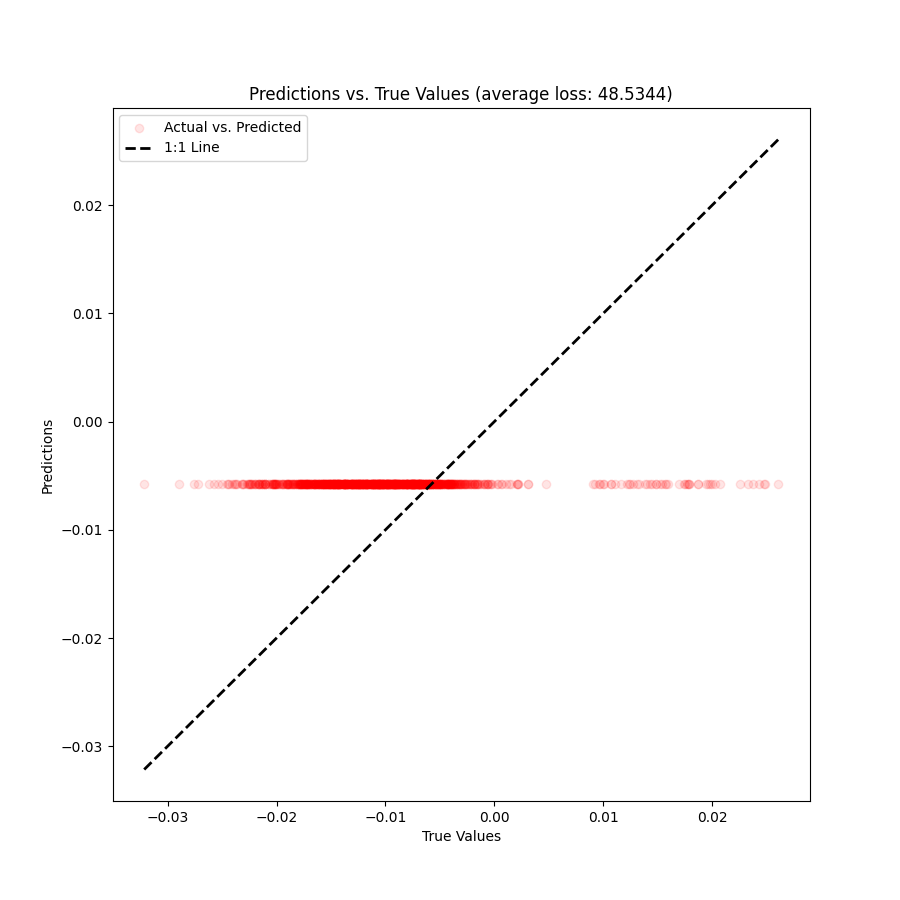 Predictions vs. True Values (average loss: 48.5344)
Actual vs. Predicted
1:1 Line
0.02
0.01
0.00
−0.01
−0.02
−0.03
Predictions
−0.03 −0.02 −0.01 0.00 0.01 0.02
True Values